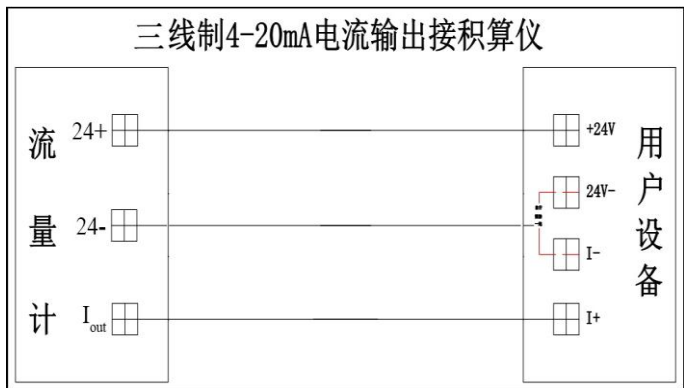 三线制4-20mA电流输出接积算仪
流量计
24+
24-
Iout
+24V
24V-
I-
I+
用户设备